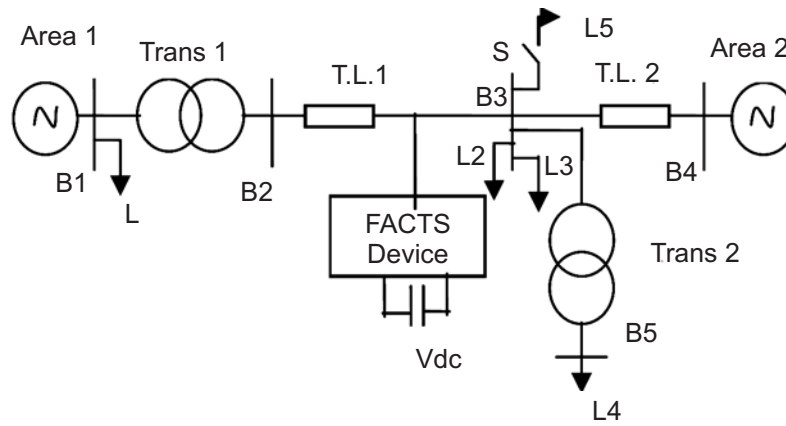 Area 1
Trans 1
T.L.1
S
L5
B3
T.L. 2
Area 2
B1
L
B2
L2
L3
B4
FACTS
Device
Vdc
Trans 2
B5
L4